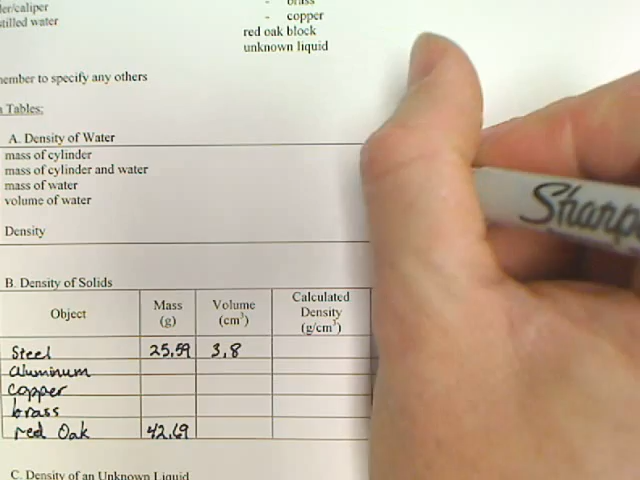 ler/caliper
- brass
stilled water
- copper
red oak block
unknown liquid
member to specify any others
Tables:
A. Density of Water
mass of cylinder
mass of cylinder and water
mass of water
volume of water
Density
Sharp
B. Density of Solids
Object Mass (g) Volume (cm³) Calculated Density (g/cm³)
Steel 25.59 3.8
aluminum
copper
brass
red Oak 42.69
C. Density of an Unknown Liquid